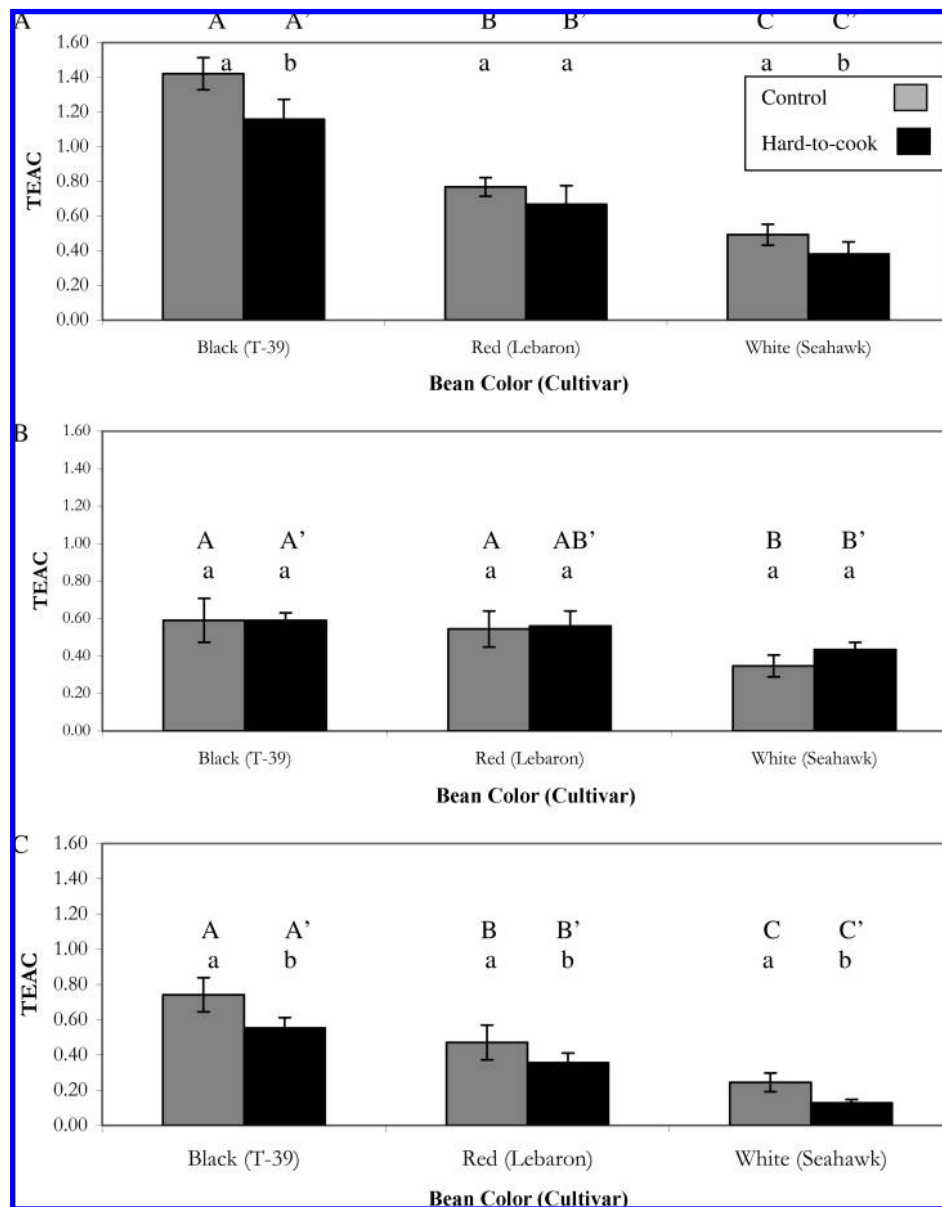 A A A’ B B’ C C’
1.60
a b a a a b
1.40
Control
1.20
Hard-to-cook
1.00
TEAC
0.80
0.60
0.40
0.20
0.00
Black (T-39) Red (Lebaron) White (Seahawk)
Bean Color (Cultivar)
B
1.60
1.40
1.20
1.00
A A’ A AB’ B B’
a a a a a a
0.80
TEAC
0.60
0.40
0.20
0.00
Black (T-39) Red (Lebaron) White (Seahawk)
Bean Color (Cultivar)
C
1.60
1.40
1.20
A A’ B B’ C C’
1.00
a b a b a b
0.80
TEAC
0.60
0.40
0.20
0.00
Black (T-39) Red (Lebaron) White (Seahawk)
Bean Color (Cultivar)